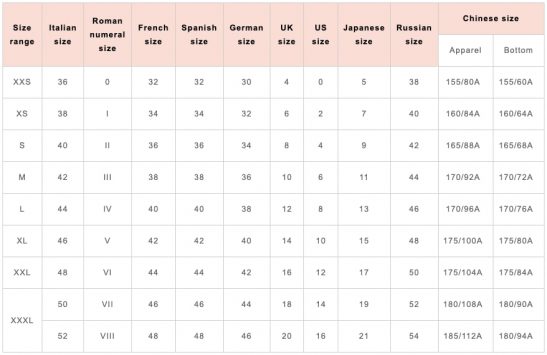 Size range Italian size Roman numeral size French size Spanish size German size UK size US size Japanese size Russian size Chinese size
Apparel Bottom
XXS 36 0 32 32 30 4 0 5 38 155/80A 155/60A
XS 38 I 34 34 32 6 2 7 40 160/84A 160/64A
S 40 II 36 36 34 8 4 9 42 165/88A 165/68A
M 42 III 38 38 36 10 6 11 44 170/92A 170/72A
L 44 IV 40 40 38 12 8 13 46 170/96A 170/76A
XL 46 V 42 42 40 14 10 15 48 175/100A 175/80A
XXL 48 VI 44 44 42 16 12 17 50 175/104A 175/84A
XXXL 50 VII 46 46 44 18 14 19 52 180/108A 180/90A
52 VIII 48 48 46 20 16 21 54 185/112A 180/94A